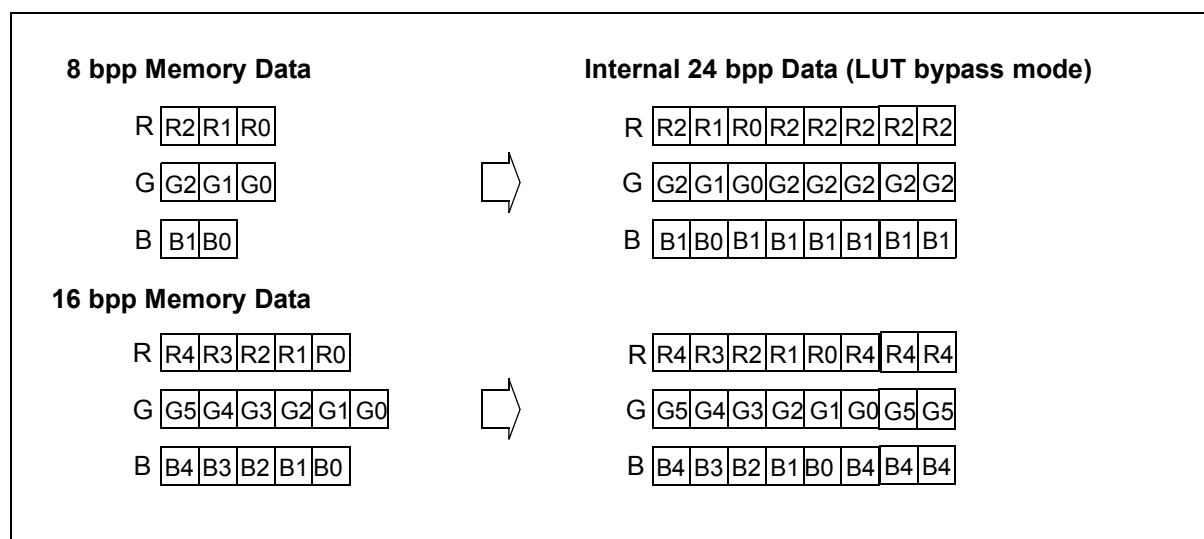 8 bpp Memory Data Internal 24 bpp Data (LUT bypass mode)
R R2 R1 R0 R R2 R1 R0 R2 R2 R2 R2 R2
G G2 G1 G0 G G2 G1 G0 G2 G2 G2 G2 G2
B B1 B0 B B1 B0 B1 B1 B1 B1 B1 B1
16 bpp Memory Data
R R4 R3 R2 R1 R0 R R4 R3 R2 R1 R0 R4 R4 R4
G G5 G4 G3 G2 G1 G0 G G5 G4 G3 G2 G1 G0 G5 G5
B B4 B3 B2 B1 B0 B B4 B3 B2 B1 B0 B4 B4 B4